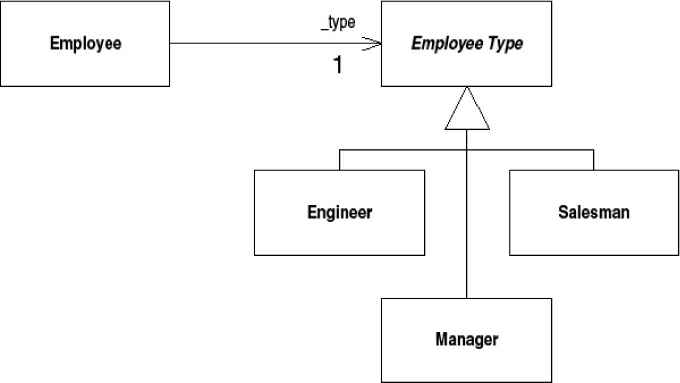 Employee
_type
1
Employee Type
Engineer
Salesman
Manager